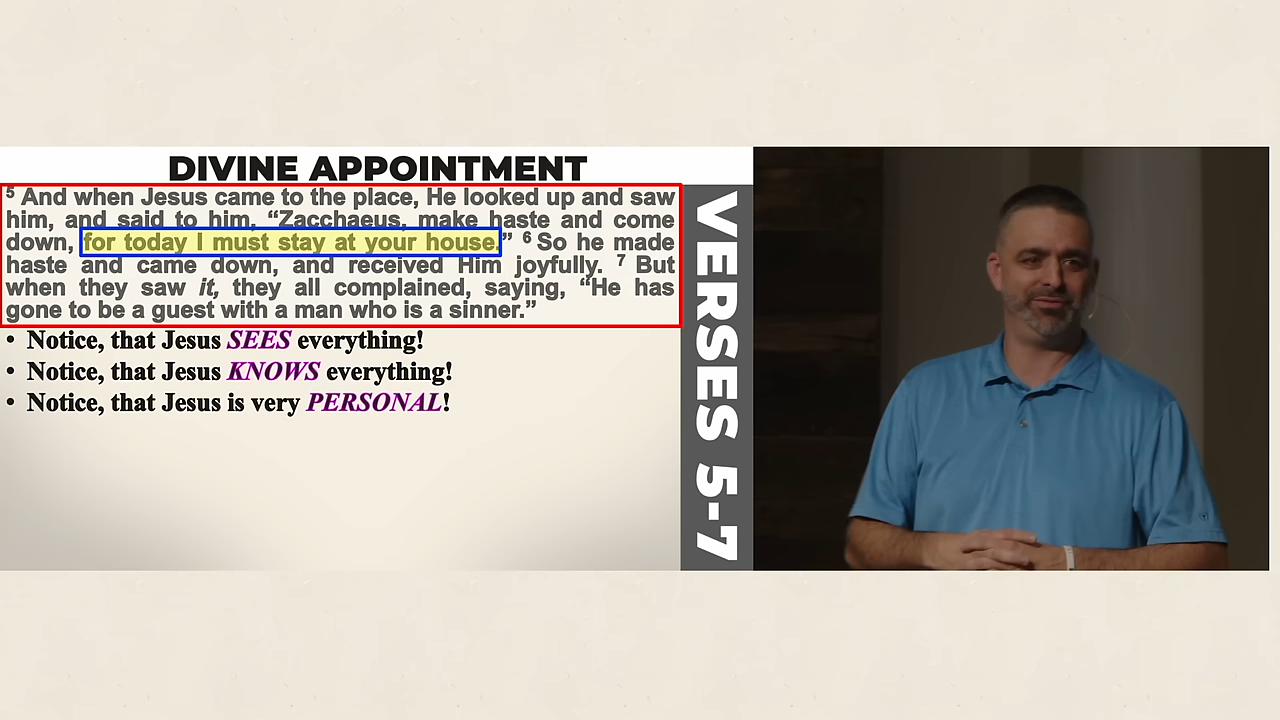 DIVINE APPOINTMENT
5 And when Jesus came to the place, He looked up and saw
him, and said to him, “Zacchaeus, make haste and come
down, for today I must stay at your house.” 6 So he made
haste and came down, and received Him joyfully. 7 But
when they saw it, they all complained, saying, “He has
gone to be a guest with a man who is a sinner.”
• Notice, that Jesus SEES everything!
• Notice, that Jesus KNOWS everything!
• Notice, that Jesus is very PERSONAL!
VERSES 5-7